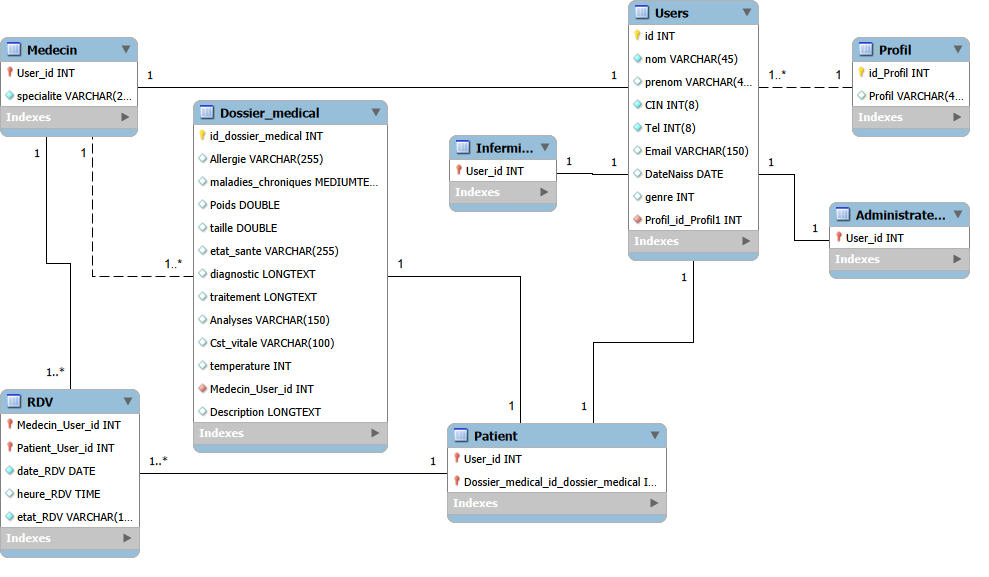 Medecin
User_id INT
specialite VARCHAR(2...
Indexes
Dossier_medical
id_dossier_medical INT
Allergie VARCHAR(255)
maladies_chroniques MEDIUMTE...
Poids DOUBLE
taille DOUBLE
etat_sante VARCHAR(255)
diagnostic LONGTEXT
traitement LONGTEXT
Analyses VARCHAR(150)
Cst_vitale VARCHAR(100)
temperature INT
Medecin_User_id INT
Description LONGTEXT
Indexes
Infermi...
User_id INT
Indexes
Users
id INT
nom VARCHAR(45)
prenom VARCHAR(4...
CIN INT(8)
Tel INT(8)
Email VARCHAR(150)
DateNaiss DATE
genre INT
Profil_id_Profil1 INT
Indexes
Profil
id_Profil INT
Profil VARCHAR(4...
Indexes
Administrate...
User_id INT
Indexes
RDV
Medecin_User_id INT
Patient_User_id INT
date_RDV DATE
heure_RDV TIME
etat_RDV VARCHAR(1...
Indexes
Patient
User_id INT
Dossier_medical_id_dossier_medical I...
Indexes
1
1
1..*
1
1
1
1
1
1
1
1..*
1
1
1
1
1..*
1..*
1